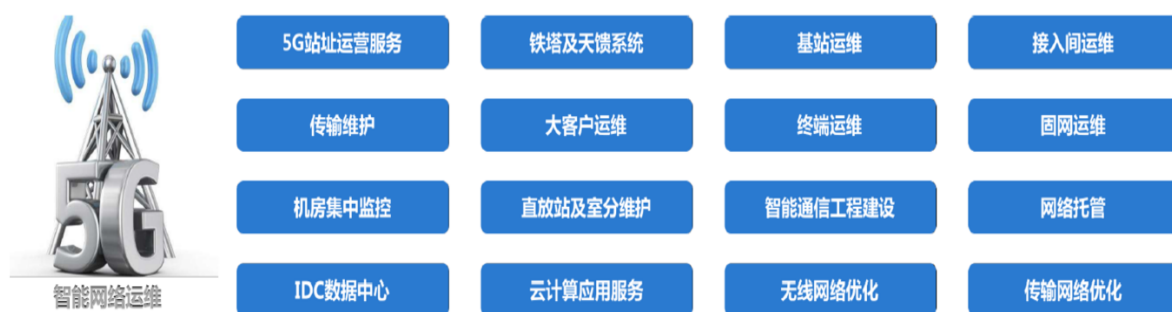 5G站址运营服务
铁塔及天馈系统
基站运维
接入间运维
传输维护
大客户运维
终端运维
固网运维
机房集中监控
直放站及室分维护
智能通信工程建设
网络托管
IDC数据中心
云计算应用服务
无线网络优化
传输网络优化
5G
智能网络运维